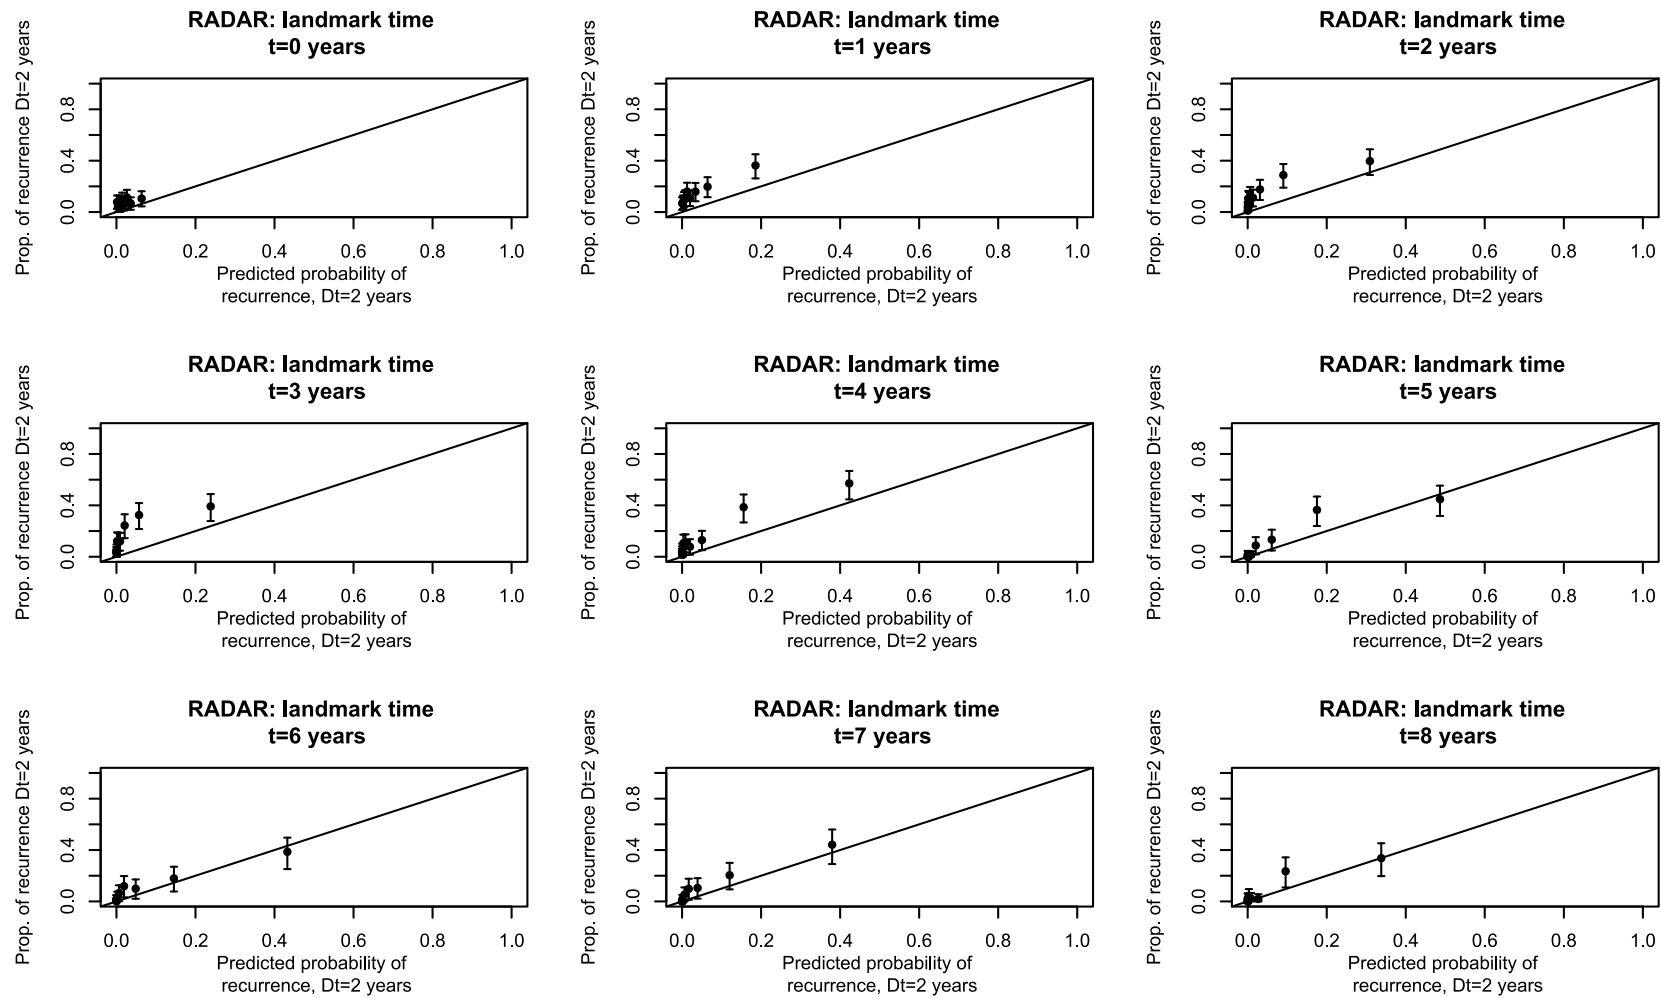 RADAR: landmark time
t=0 years
Prop. of recurrence Dt=2 years
0.8
0.4
0.0
0.0 0.2 0.4 0.6 0.8 1.0
Predicted probability of
recurrence, Dt=2 years
RADAR: landmark time
t=1 years
Prop. of recurrence Dt=2 years
0.8
0.4
0.0
0.0 0.2 0.4 0.6 0.8 1.0
Predicted probability of
recurrence, Dt=2 years
RADAR: landmark time
t=2 years
Prop. of recurrence Dt=2 years
0.8
0.4
0.0
0.0 0.2 0.4 0.6 0.8 1.0
Predicted probability of
recurrence, Dt=2 years
RADAR: landmark time
t=3 years
Prop. of recurrence Dt=2 years
0.8
0.4
0.0
0.0 0.2 0.4 0.6 0.8 1.0
Predicted probability of
recurrence, Dt=2 years
RADAR: landmark time
t=4 years
Prop. of recurrence Dt=2 years
0.8
0.4
0.0
0.0 0.2 0.4 0.6 0.8 1.0
Predicted probability of
recurrence, Dt=2 years
RADAR: landmark time
t=5 years
Prop. of recurrence Dt=2 years
0.8
0.4
0.0
0.0 0.2 0.4 0.6 0.8 1.0
Predicted probability of
recurrence, Dt=2 years
RADAR: landmark time
t=6 years
Prop. of recurrence Dt=2 years
0.8
0.4
0.0
0.0 0.2 0.4 0.6 0.8 1.0
Predicted probability of
recurrence, Dt=2 years
RADAR: landmark time
t=7 years
Prop. of recurrence Dt=2 years
0.8
0.4
0.0
0.0 0.2 0.4 0.6 0.8 1.0
Predicted probability of
recurrence, Dt=2 years
RADAR: landmark time
t=8 years
Prop. of recurrence Dt=2 years
0.8
0.4
0.0
0.0 0.2 0.4 0.6 0.8 1.0
Predicted probability of
recurrence, Dt=2 years